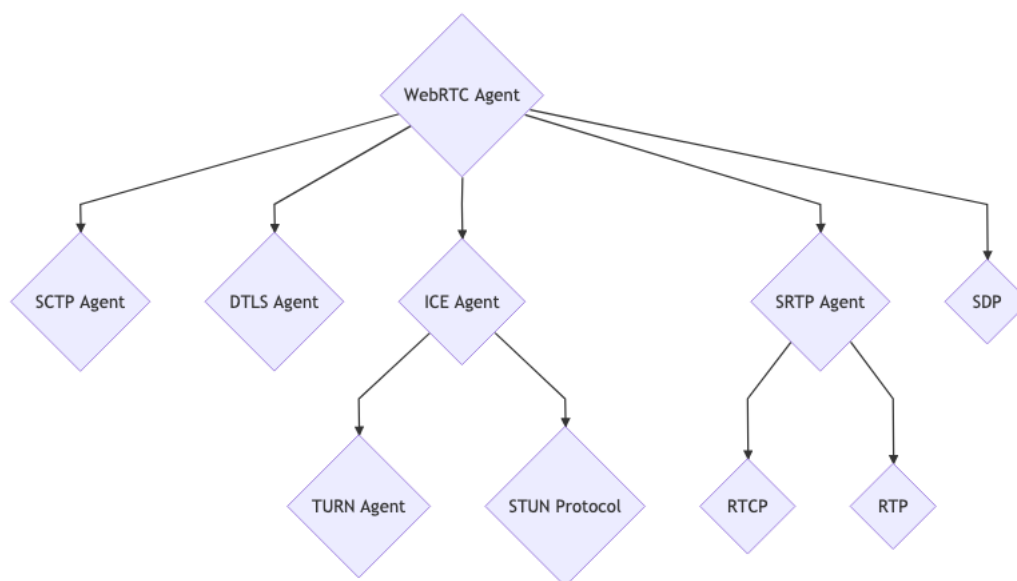 WebRTC Agent
SCTP Agent
DTLS Agent
ICE Agent
SRTP Agent
SDP
TURN Agent
STUN Protocol
RTCP
RTP